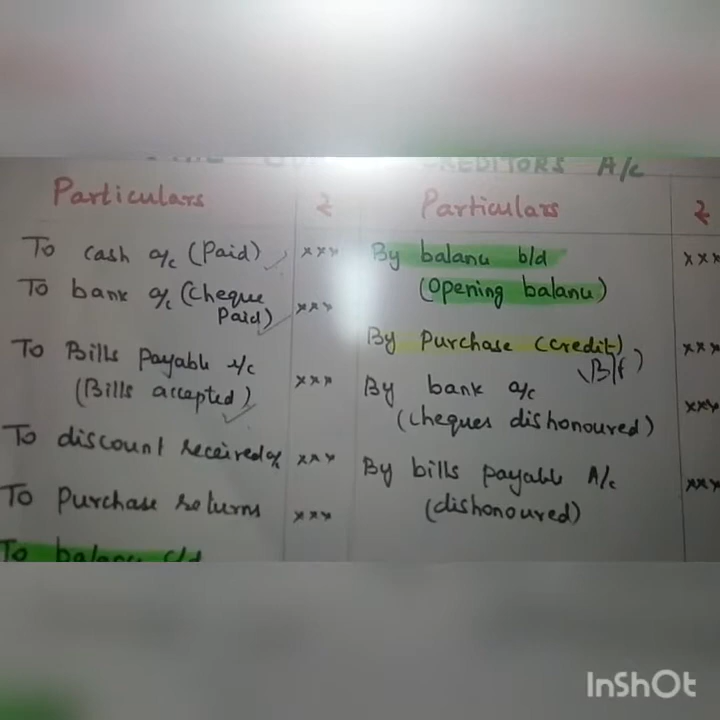 CREDITORS A/c
Particulars ₹ Particulars ₹
To cash a/c (Paid) xxx By balance b/d xxx
To bank a/c (Cheque Paid) xxx (Opening balance)
By Purchase (credit) xxx
(B/f)
To Bills Payable a/c
(Bills accepted) xxx
By bank a/c xxx
(cheques dishonoured)
To discount received a/c xxx
By bills payable A/c xxx
(dishonoured)
To Purchase returns xxx
To balance c/d
InShOt